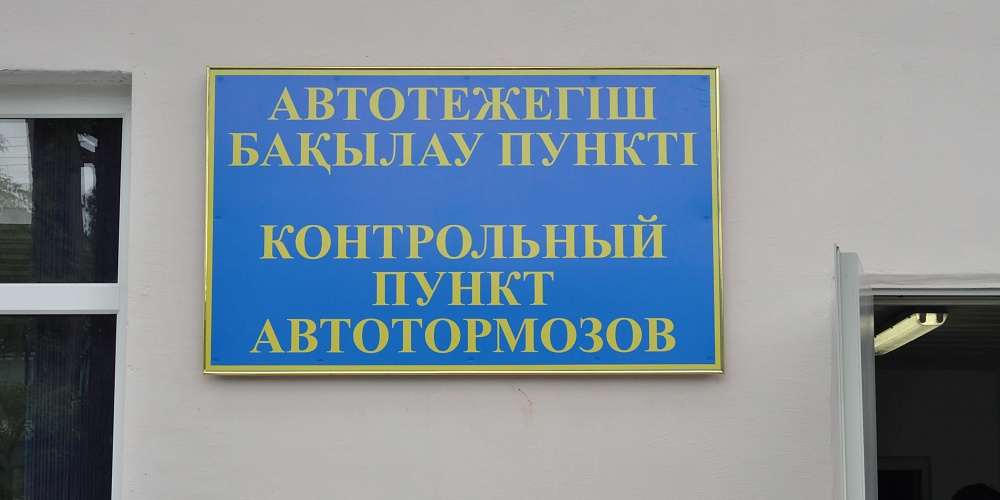 АВТОТЕЖЕГІШ
БАҚЫЛАУ ПУНКТІ
КОНТРОЛЬНЫЙ
ПУНКТ
АВТОТОРМОЗОВ